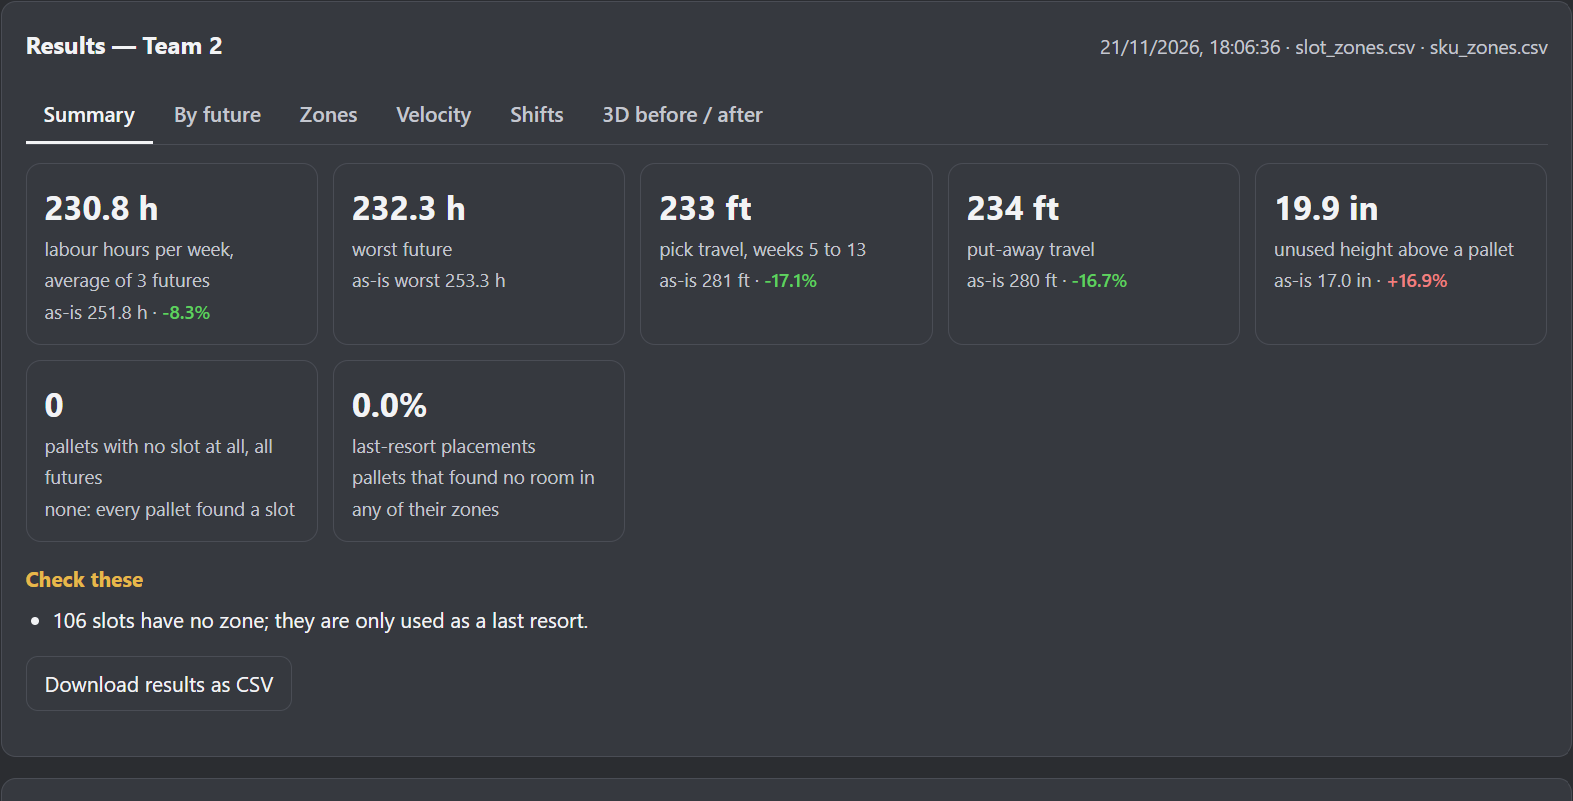 Results — Team 2
21/11/2026, 18:06:36 · slot_zones.csv · sku_zones.csv
Summary
By future
Zones
Velocity
Shifts
3D before / after
230.8 h
labour hours per week,
average of 3 futures
as-is 251.8 h · -8.3%
232.3 h
worst future
as-is worst 253.3 h
233 ft
pick travel, weeks 5 to 13
as-is 281 ft · -17.1%
234 ft
put-away travel
as-is 280 ft · -16.7%
19.9 in
unused height above a pallet
as-is 17.0 in · +16.9%
0
pallets with no slot at all, all
futures
none: every pallet found a slot
0.0%
last-resort placements
pallets that found no room in
any of their zones
Check these
• 106 slots have no zone; they are only used as a last resort.
Download results as CSV